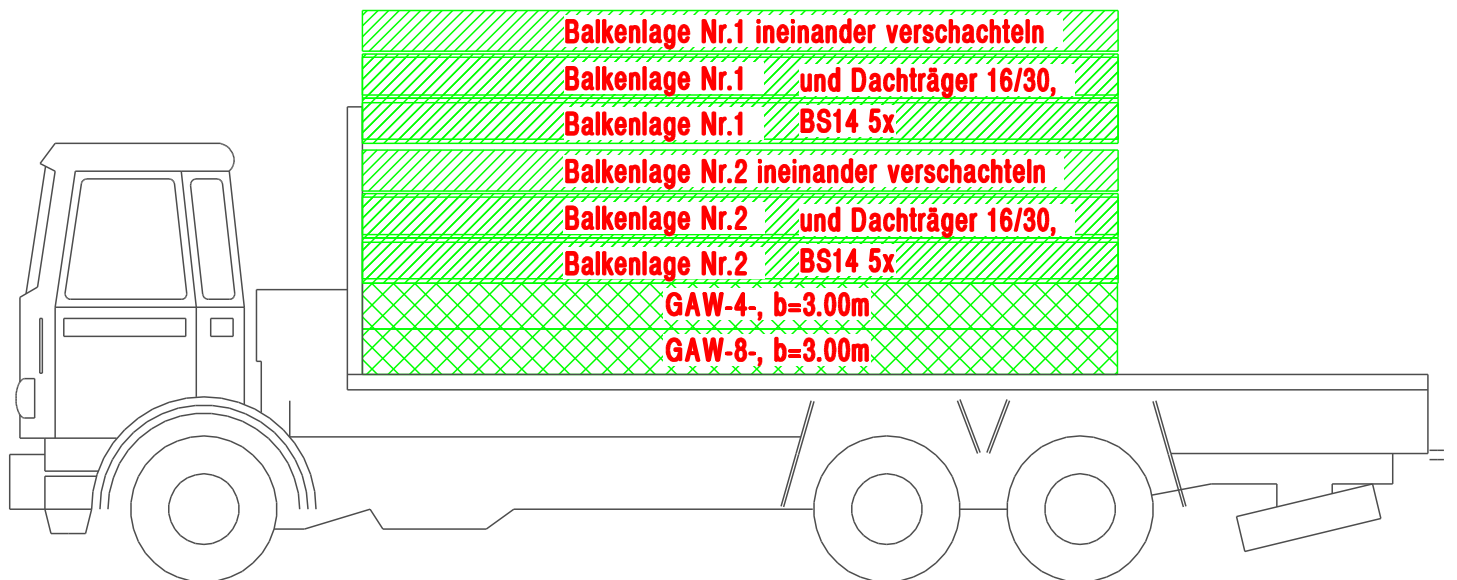 Balkenlage Nr.1 ineinander verschachteln
Balkenlage Nr.1 und Dachträger 16/30,
Balkenlage Nr.1 BS14 5x
Balkenlage Nr.2 ineinander verschachteln
Balkenlage Nr.2 und Dachträger 16/30,
Balkenlage Nr.2 BS14 5x
GAW-4-, b=3.00m
GAW-8-, b=3.00m